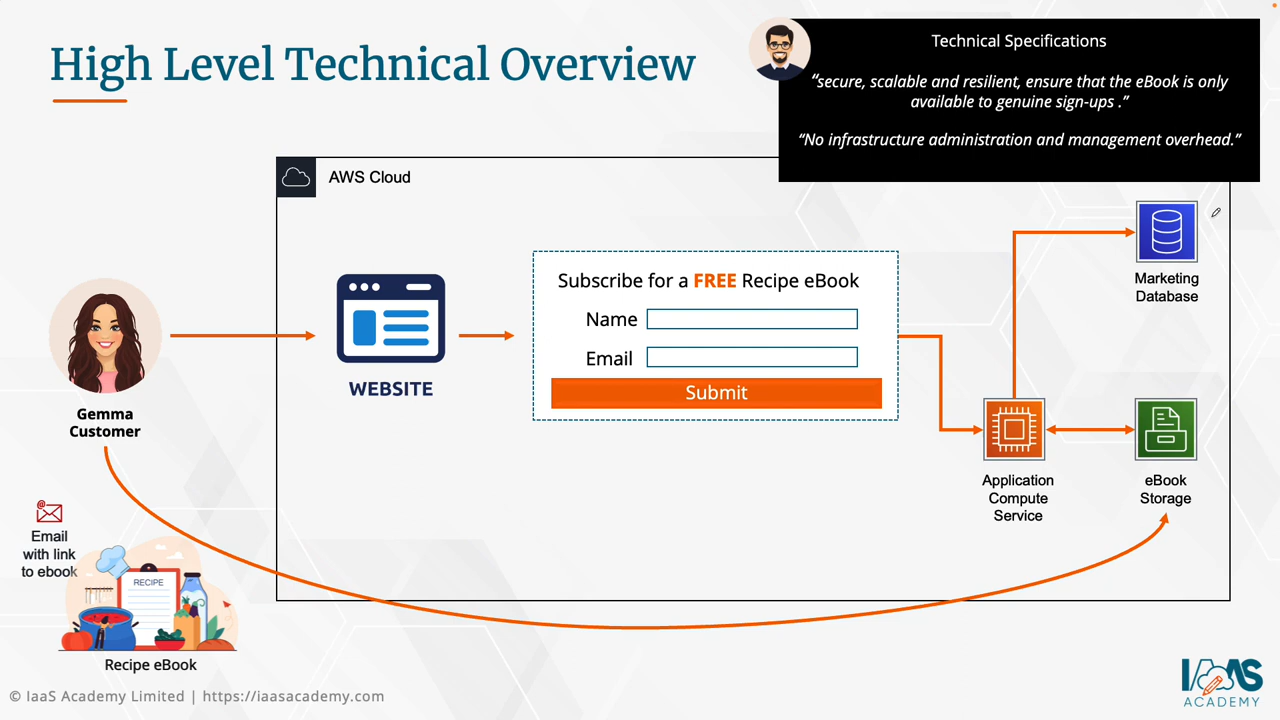 High Level Technical Overview
Technical Specifications
“secure, scalable and resilient, ensure that the eBook is only
available to genuine sign-ups .”
“No infrastructure administration and management overhead.”
AWS Cloud
Subscribe for a FREE Recipe eBook
Name
Email
Submit
WEBSITE
Gemma
Customer
Marketing
Database
Application
Compute
Service
eBook
Storage
Email
with link
to ebook
RECIPE
Recipe eBook
© IaaS Academy Limited | https://iaasacademy.com
IAAS
ACADEMY